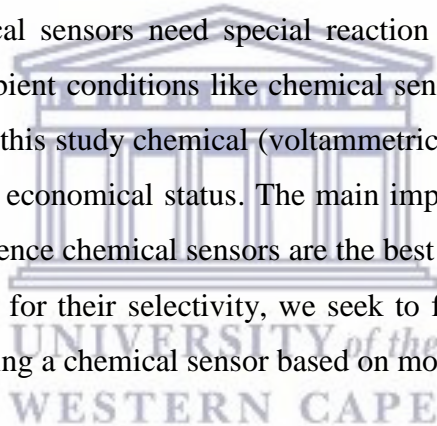 cal sensors need special reaction
bient conditions like chemical sen
this study chemical (voltammetric
economical status. The main imp
ence chemical sensors are the best
for their selectivity, we seek to f
UNIVERSITY of the
ing a chemical sensor based on mo
WESTERN CAPE